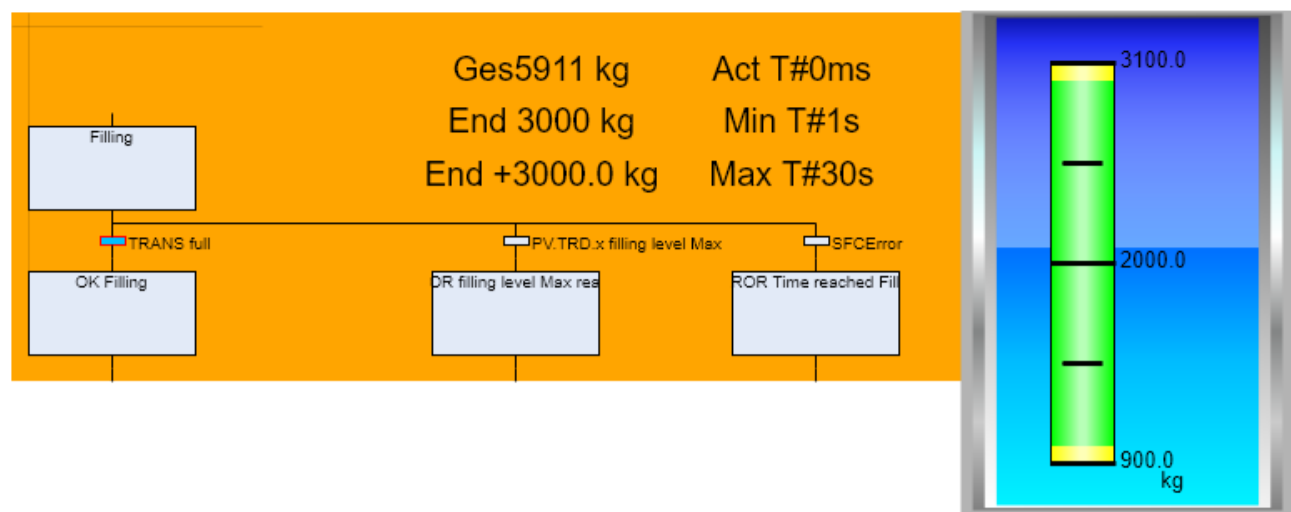 Ges5911 kg Act T#0ms
End 3000 kg Min T#1s
End +3000.0 kg Max T#30s
Filling
TRANS full PV.TRD.x filling level Max SFCError
OK Filling OR filling level Max rea ROR Time reached Fill
3100.0
2000.0
900.0
kg